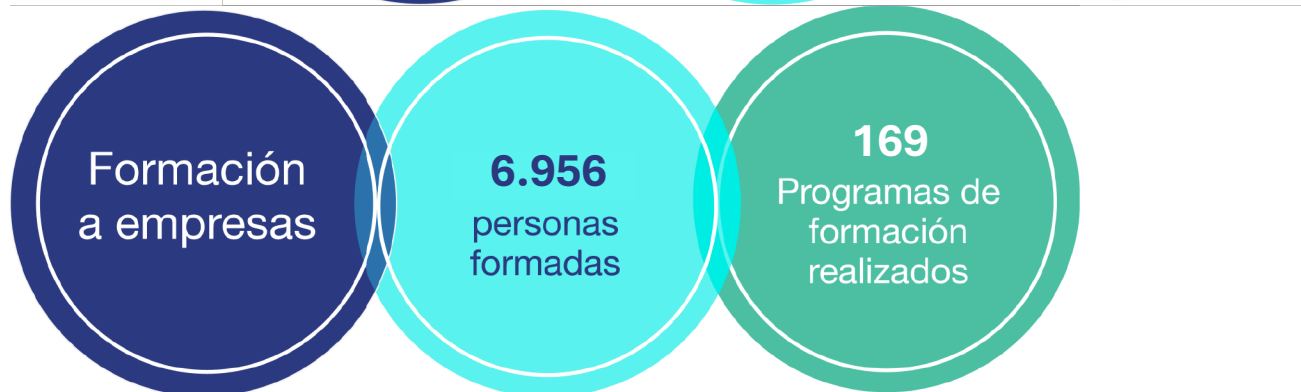 Formación
a empresas
6.956
personas
formadas
169
Programas de
formación
realizados